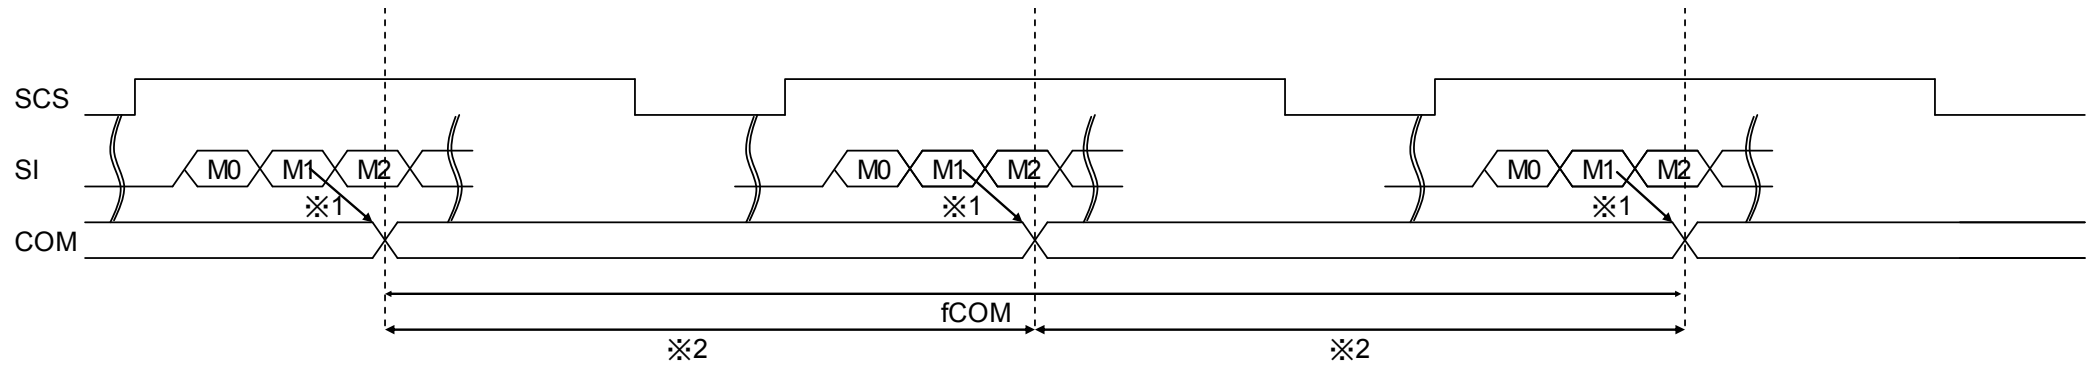 SCS
SI M0 M1 M2 M0 M1 M2 M0 M1 M2
※1 ※1 ※1
COM
fCOM
※2 ※2